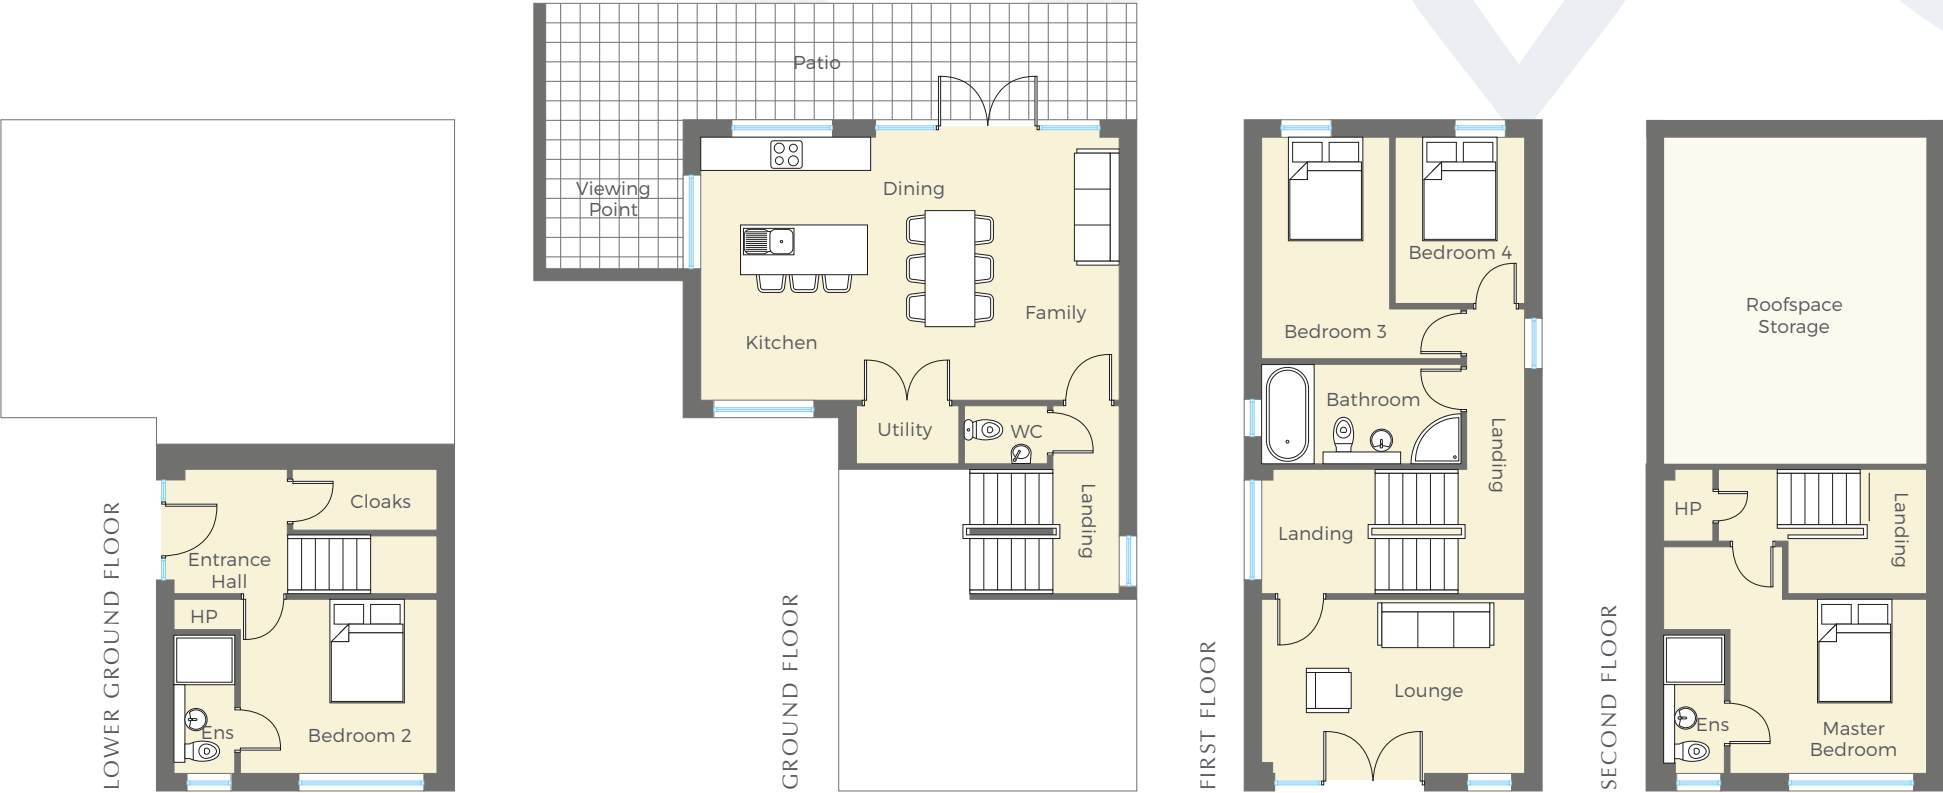 LOWER GROUND FLOOR
Cloaks
Entrance
Hall
HP
Ens
Bedroom 2
GROUND FLOOR
Patio
Viewing
Point
Dining
Family
Kitchen
Utility
WC
Landing
FIRST FLOOR
Bedroom 4
Bedroom 3
Bathroom
Landing
Landing
Lounge
SECOND FLOOR
Roofspace
Storage
HP
Landing
Ens
Master
Bedroom